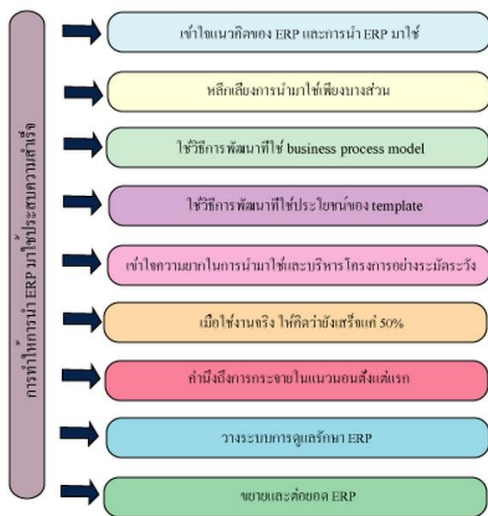 การทำให้การนำ ERP มาใช้ประสบความสำเร็จ
เข้าใจแนวคิดของ ERP และการนำ ERP มาใช้
หลีกเลี่ยงการนำมาใช้เพียงบางส่วน
ใช้วิธีการพัฒนาที่ใช้ business process model
ใช้วิธีการพัฒนาที่ใช้ประโยชน์ของ template
เข้าใจความยากในการนำมาใช้และบริหารโครงการอย่างระมัดระวัง
เมื่อใช้งานจริง ให้คิดว่ายังเสร็จแค่ 50%
คำนึงถึงการกระจายในแนวนอนตั้งแต่แรก
วางระบบการดูแลรักษา ERP
ขยายและต่อยอด ERP